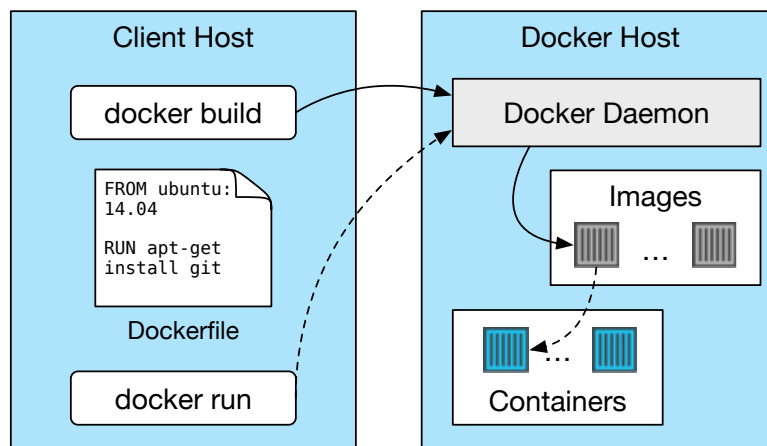 Client Host
docker build
FROM ubuntu:
14.04
RUN apt-get
install git
Dockerfile
docker run
Docker Host
Docker Daemon
Images
...
...
Containers